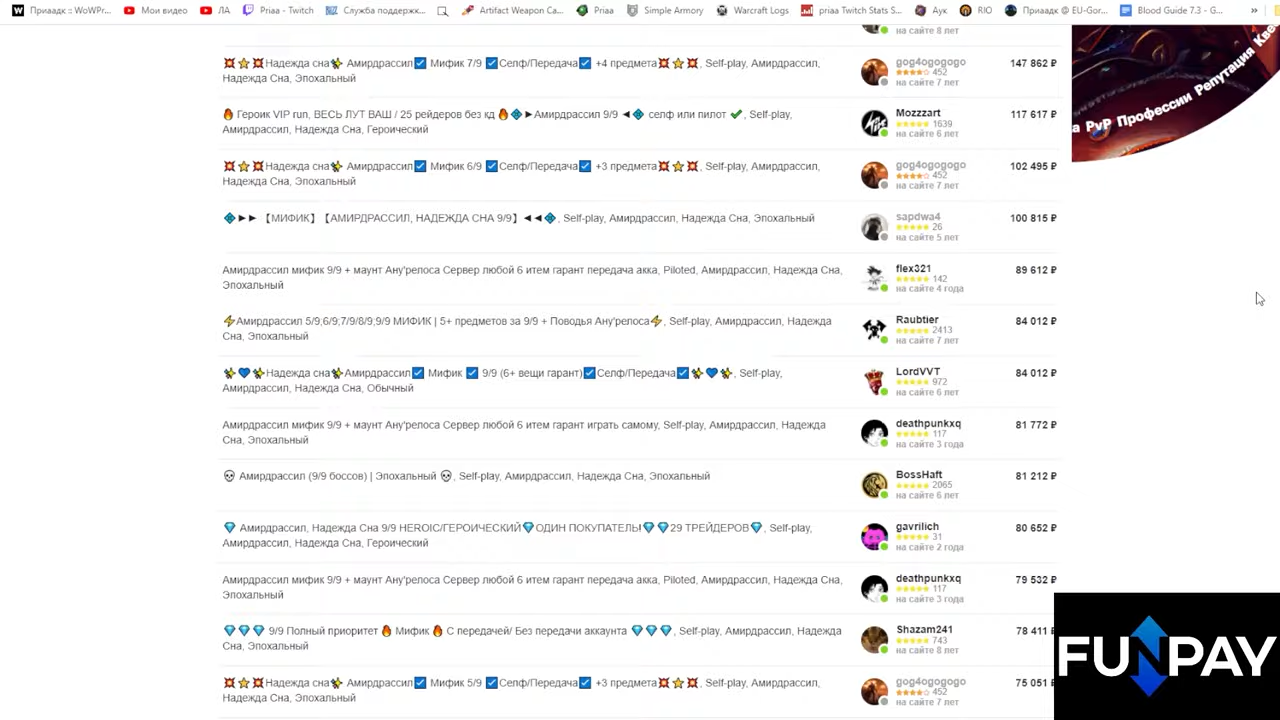 W Приаадк :: WoWPr... Мои видео ЛА Priaa - Twitch Служба поддержк... Artifact Weapon Ca... Priaa Simple Armory Warcraft Logs priaa Twitch Stats S... Аук RIO Приаадк @ EU-Gor... Blood Guide 7.3 - G... »
на сайте 8 лет
💥⭐💥Надежда сна✨ Амирдрассил☑️ Мифик 7/9 ☑️Селф/Передача☑️ +4 предмета💥⭐💥, Self-play, Амирдрассил,
Надежда Сна, Эпохальный
gog4ogogogo
★★★★☆ 452
на сайте 7 лет
147 862 ₽
🔥 Героик VIP run, ВЕСЬ ЛУТ ВАШ / 25 рейдеров без кд 🔥💠►Амирдрассил 9/9 ◄💠 селф или пилот ✔, Self-play,
Амирдрассил, Надежда Сна, Героический
Mozzzart
★★★★★ 1639
на сайте 6 лет
117 617 ₽
💥⭐💥Надежда сна✨ Амирдрассил☑️ Мифик 6/9 ☑️Селф/Передача☑️ +3 предмета💥⭐💥, Self-play, Амирдрассил,
Надежда Сна, Эпохальный
gog4ogogogo
★★★★☆ 452
на сайте 7 лет
102 495 ₽
💠►► 【МИФИК】【АМИРДРАССИЛ, НАДЕЖДА СНА 9/9】◄◄💠, Self-play, Амирдрассил, Надежда Сна, Эпохальный
sapdwa4
★★★★★ 26
на сайте 5 лет
100 815 ₽
Амирдрассил мифик 9/9 + маунт Ану'релоса Сервер любой 6 итем гарант передача акка, Piloted, Амирдрассил, Надежда Сна,
Эпохальный
flex321
★★★★★ 142
на сайте 4 года
89 612 ₽
⚡Амирдрассил 5/9;6/9;7/9/8/9;9/9 МИФИК | 5+ предметов за 9/9 + Поводья Ану'релоса⚡, Self-play, Амирдрассил, Надежда
Сна, Эпохальный
Raubtier
★★★★★ 2413
на сайте 7 лет
84 012 ₽
✨💙✨Надежда сна✨Амирдрассил☑️ Мифик ☑️ 9/9 (6+ вещи гарант)☑️Селф/Передача☑️✨💙✨, Self-play,
Амирдрассил, Надежда Сна, Обычный
LordVVT
★★★★★ 972
на сайте 6 лет
84 012 ₽
Амирдрассил мифик 9/9 + маунт Ану'релоса Сервер любой 6 итем гарант играть самому, Self-play, Амирдрассил, Надежда
Сна, Эпохальный
deathpunkxq
★★★★★ 117
на сайте 3 года
81 772 ₽
💀 Амирдрассил (9/9 боссов) | Эпохальный 💀, Self-play, Амирдрассил, Надежда Сна, Эпохальный
BossHaft
★★★★★ 2065
на сайте 6 лет
81 212 ₽
💎 Амирдрассил, Надежда Сна 9/9 HEROIC/ГЕРОИЧЕСКИЙ💎ОДИН ПОКУПАТЕЛЬ!💎 💎29 ТРЕЙДЕРОВ💎, Self-play,
Амирдрассил, Надежда Сна, Героический
gavrilich
★★★★★ 31
на сайте 2 года
80 652 ₽
Амирдрассил мифик 9/9 + маунт Ану'релоса Сервер любой 6 итем гарант передача акка, Piloted, Амирдрассил, Надежда Сна,
Эпохальный
deathpunkxq
★★★★★ 117
на сайте 3 года
79 532 ₽
💎💎💎 9/9 Полный приоритет 🔥 Мифик 🔥 С передачей/ Без передачи аккаунта 💎💎💎, Self-play, Амирдрассил, Надежда
Сна, Эпохальный
Shazam241
★★★★★ 743
на сайте 8 лет
78 411 ₽
💥⭐💥Надежда сна✨ Амирдрассил☑️ Мифик 5/9 ☑️Селф/Передача☑️ +3 предмета💥⭐💥, Self-play, Амирдрассил,
Надежда Сна, Эпохальный
gog4ogogogo
★★★★☆ 452
на сайте 7 лет
75 051 ₽
а PvP Профессии Репутация Кве
FUNPAY